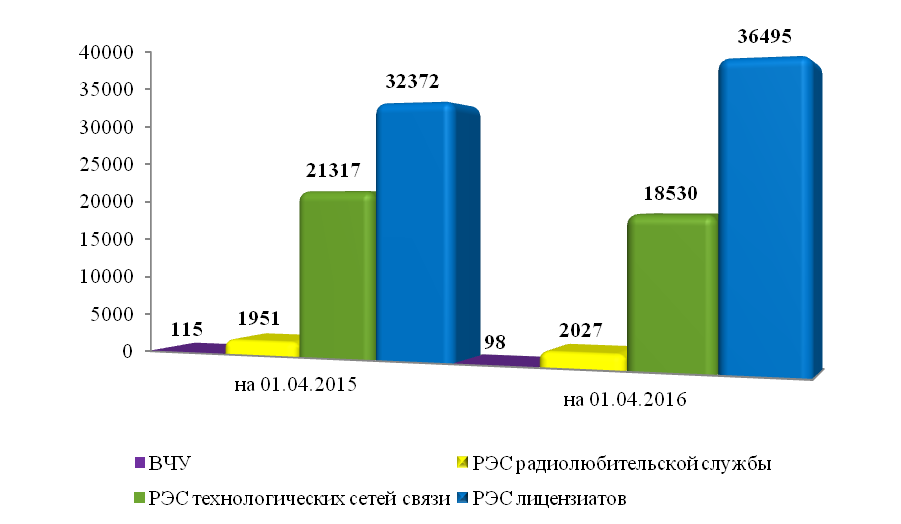 36495
40000
35000
30000
25000
20000
15000
10000
5000
0
32372
21317
18530
115
1951
98
2027
на 01.04.2015
на 01.04.2016
ВЧУ
РЭС радиолюбительской службы
РЭС технологических сетей связи
РЭС лицензиатов